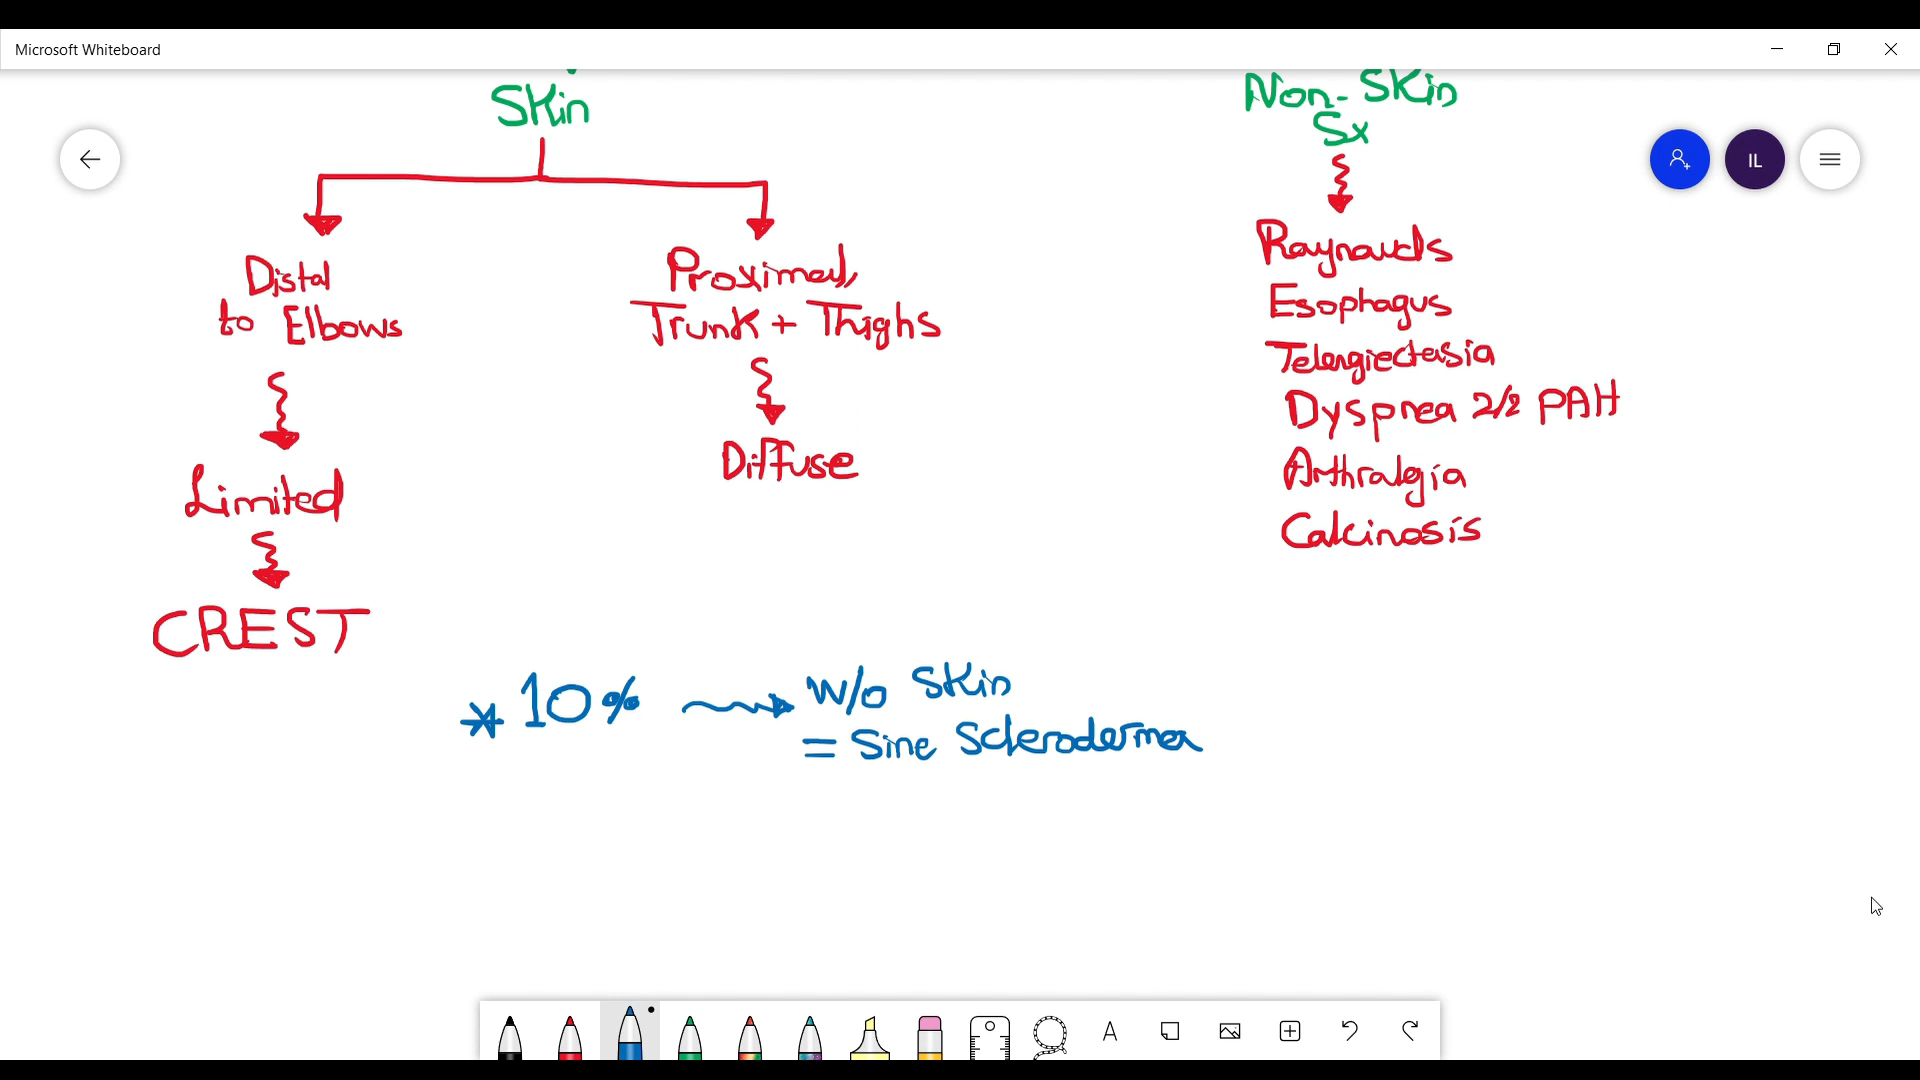 Microsoft Whiteboard
Skin
Non-Skin
Sx
IL
Distal
to Elbows
Limited
CREST
Proximal,
Trunk + Thighs
Diffuse
Raynauds
Esophagus
Telengiectasia
Dyspnea 2/2 PAH
Arthralgia
Calcinosis
* 10%
w/o Skin
= Sine Scleroderma
A